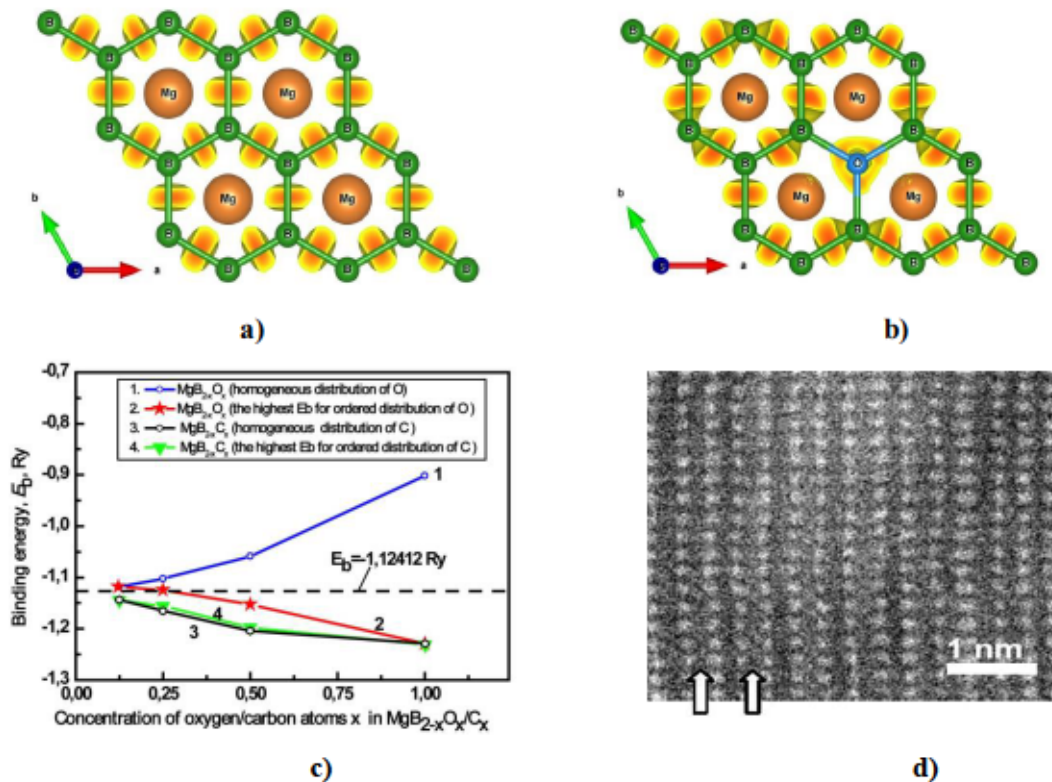 B B B
B B B
Mg Mg
B B B
B B B
Mg Mg
B B B
B B
b
a
a)
B B B
B B B
Mg Mg
B B B
B B
Mg Mg
B B B
B B
b
a
b)
-0,7
-0,8
-0,9
-1,0
-1,1
-1,2
-1,3
Binding energy, Eb, Ry
1. MgB2-xOx (homogeneous distribution of O)
2. MgB2-xOx (the highest Eb for ordered distribution of O)
3. MgB2-xCx (homogeneous distribution of C)
4. MgB2-xCx (the highest Eb for ordered distribution of C)
1
Eb=-1,12412 Ry
4
3
2
0,00 0,25 0,50 0,75 1,00
Concentration of oxygen/carbon atoms x in MgB2-xOx/Cx
c)
1 nm
d)